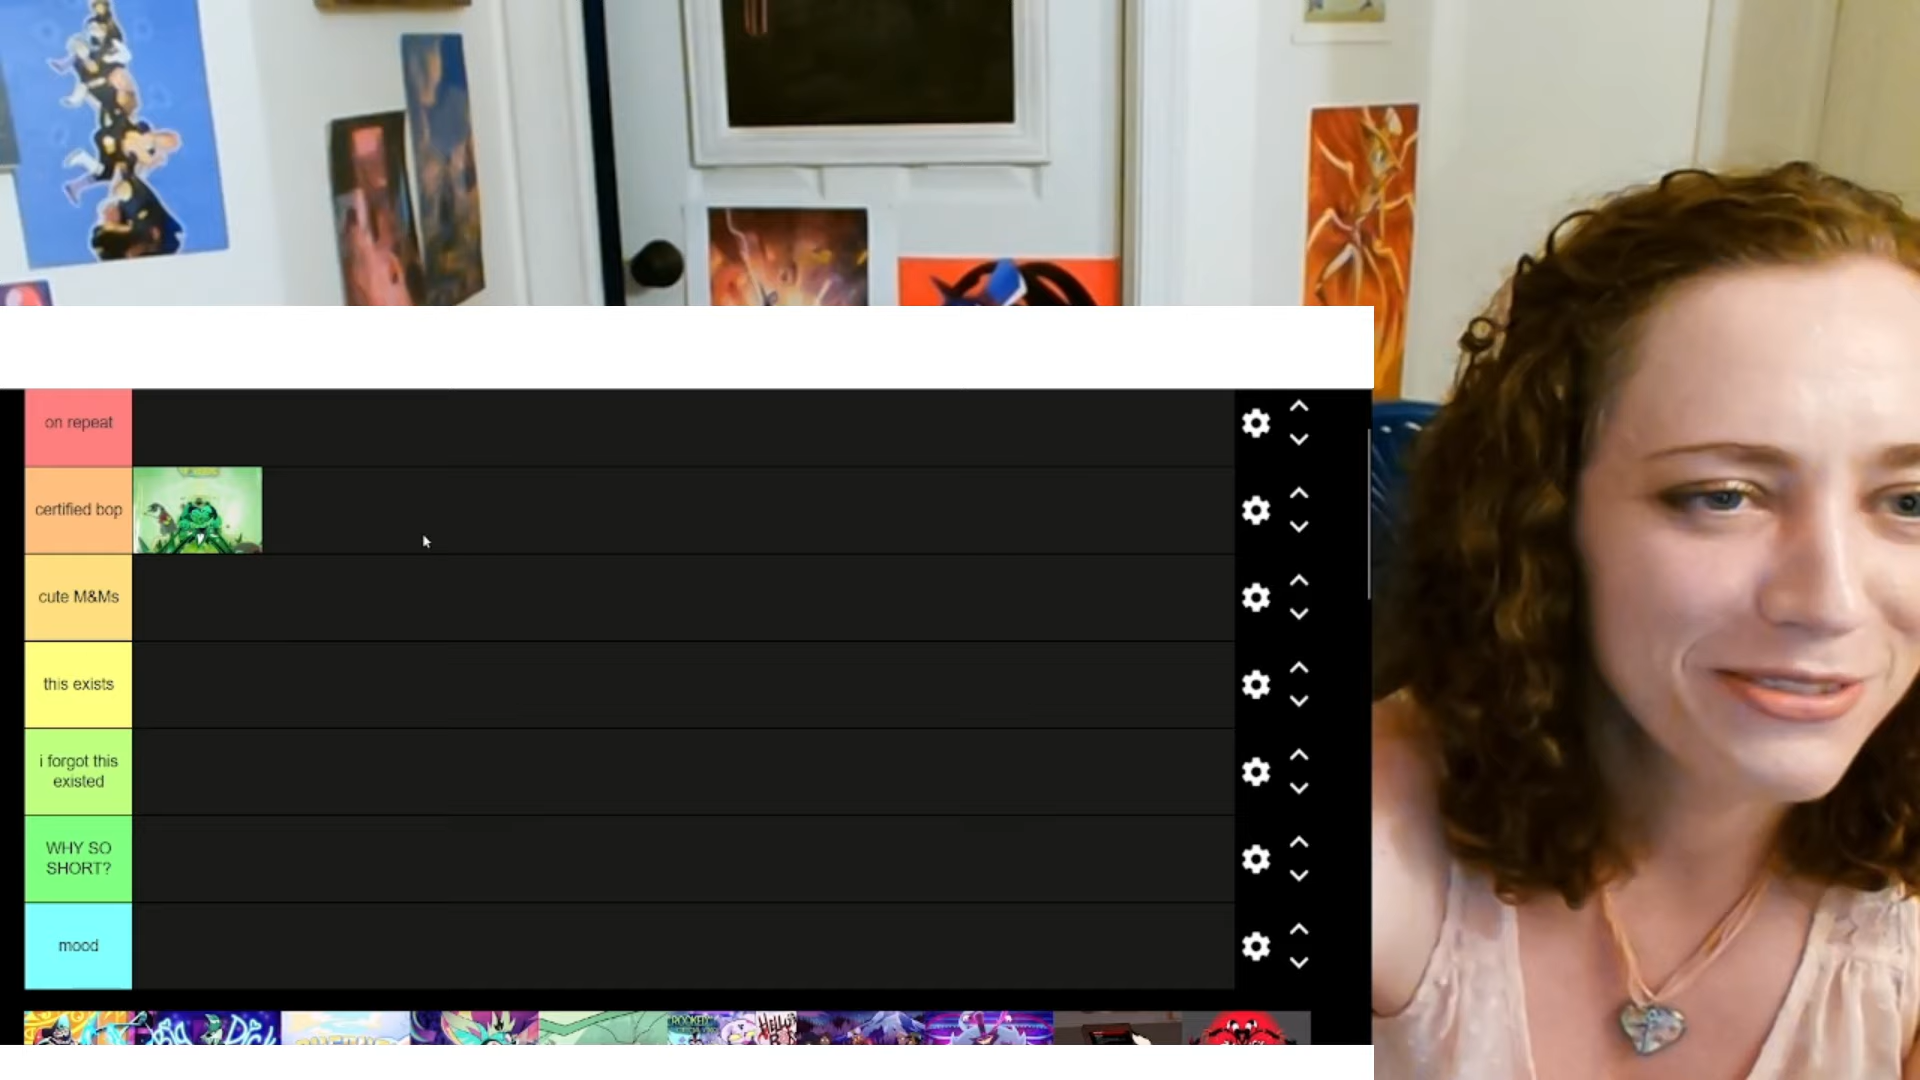 on repeat
certified bop
cute M&Ms
this exists
i forgot this
existed
WHY SO
SHORT?
mood